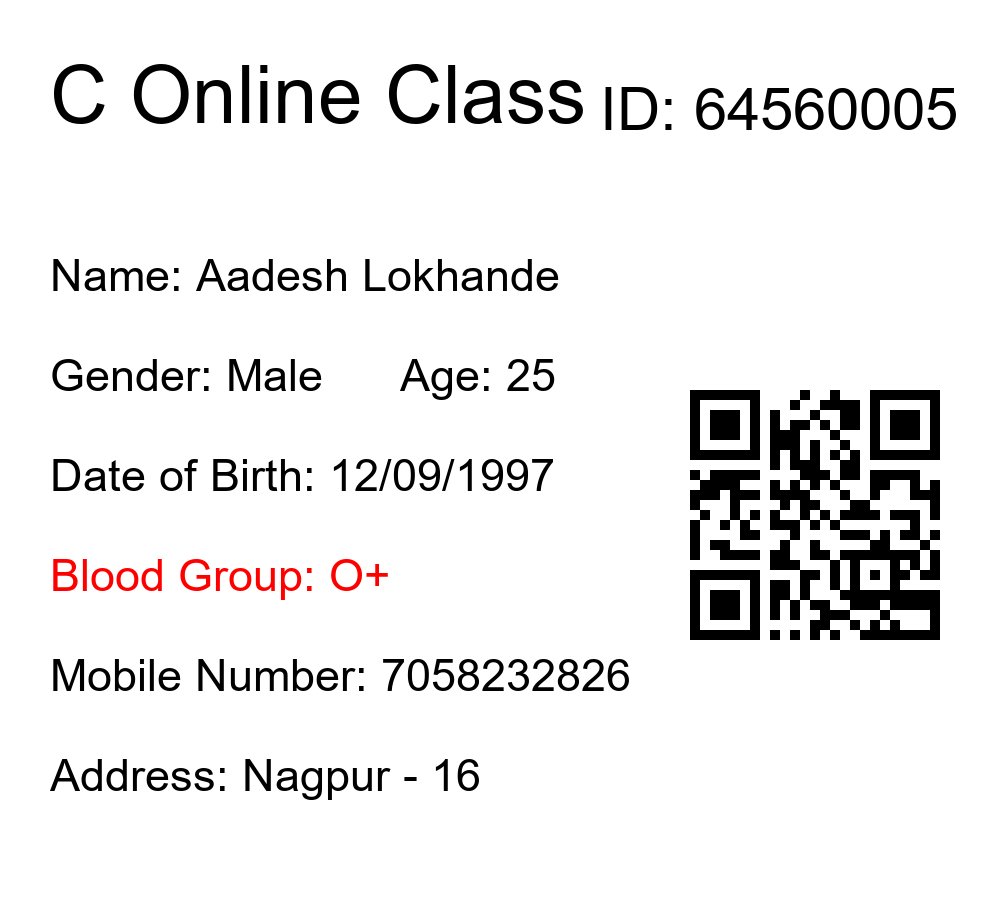 C Online Class ID: 64560005
Name: Aadesh Lokhande
Gender: Male Age: 25
Date of Birth: 12/09/1997
Blood Group: O+
Mobile Number: 7058232826
Address: Nagpur - 16